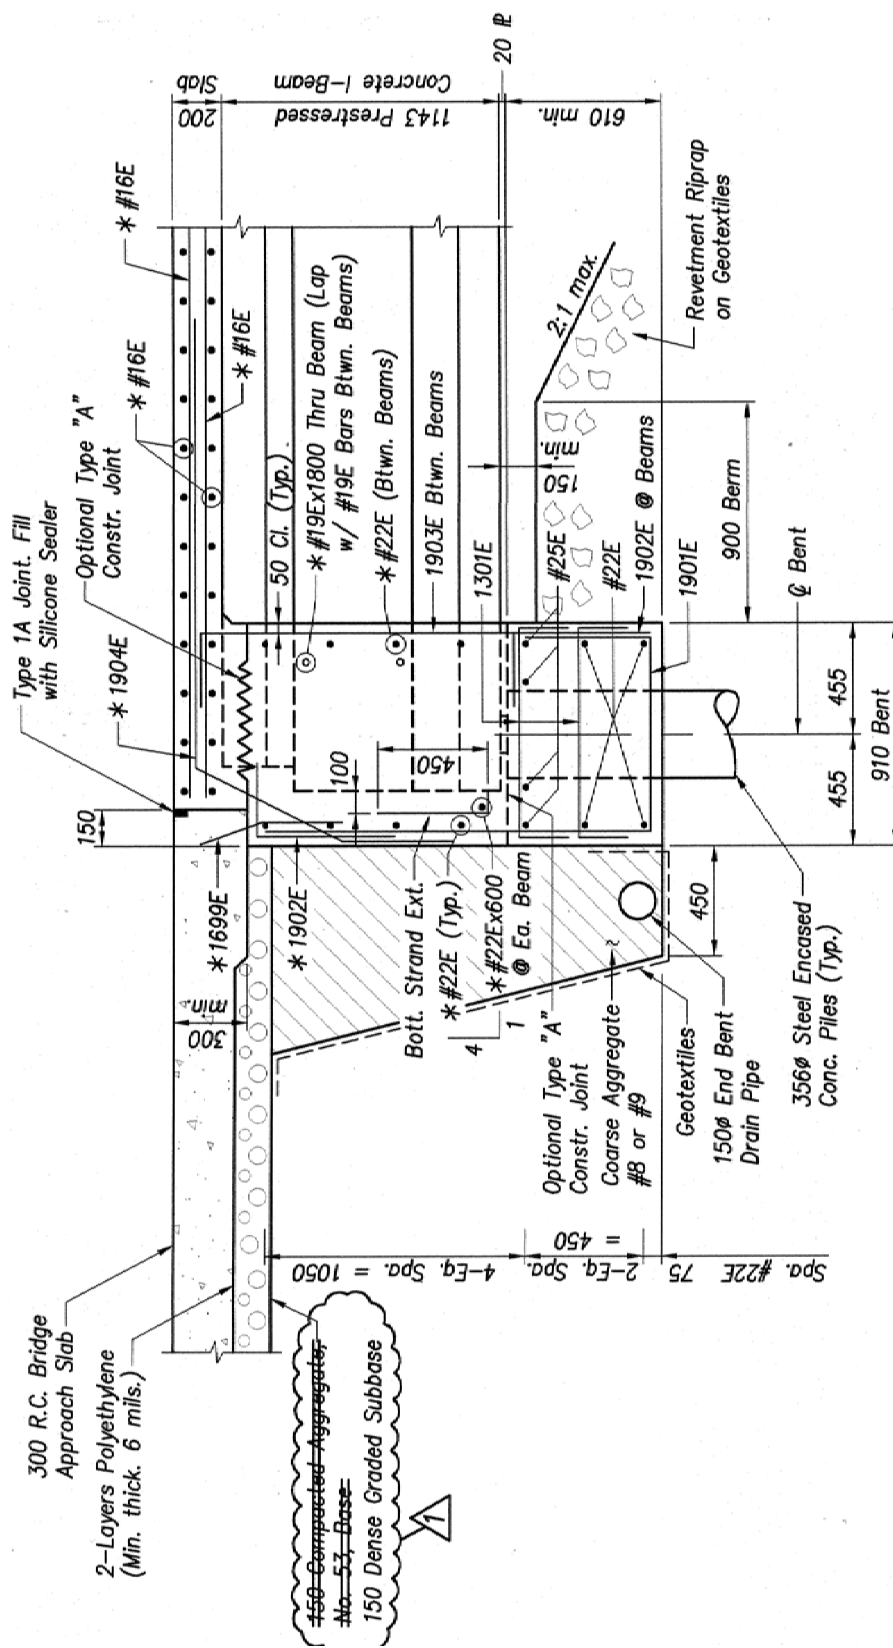 300 R.C. Bridge
Approach Slab
2-Layers Polyethylene
(Min. thick. 6 mils.)
150 Compacted Aggregate,
No. 53, Base
150 Dense Graded Subbase
1
Type 1A Joint. Fill
with Silicone Sealer
*1904E
Optional Type "A"
Constr. Joint
*#16E
*#16E
*#16E
200
Slab
1143 Prestressed
Concrete I-Beam
20 PL
610 min.
150
300
min.
*1699E
*1902E
50 Cl. (Typ.)
*#19Ex1800 Thru Beam (Lap
w/ #19E Bars Btwn. Beams)
*#22E (Btwn. Beams)
1903E Btwn. Beams
1301E
100
450
Bott. Strand Ext.
*#22E (Typ.)
*#22Ex600
@ Ea. Beam
4
1
Optional Type "A"
Constr. Joint
Coarse Aggregate
#8 or #9
Geotextiles
150ø End Bent
Drain Pipe
356ø Steel Encased
Conc. Piles (Typ.)
150
min.
2:1 max.
Revetment Riprap
on Geotextiles
#25E
#22E
1902E @ Beams
1901E
900 Berm
℄ Bent
450
455
455
910 Bent
4-Eq. Spa. = 1050
2-Eq. Spa.
= 450
75
Spa. #22E